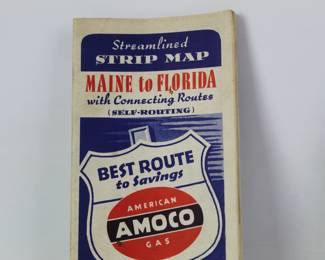 Streamlined
STRIP MAP
MAINE to FLORIDA
with Connecting Routes
(SELF-ROUTING)
BEST ROUTE
to Savings
AMERICAN
AMOCO
GAS